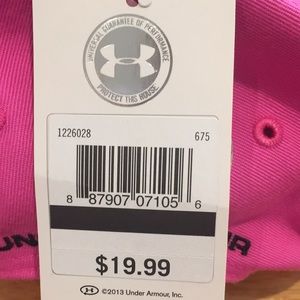 UNIVERSAL GUARANTEE OF PERFORMANCE
PROTECT THIS HOUSE
1226028 675
8 87907 07105 6
$19.99
©2013 Under Armour, Inc.